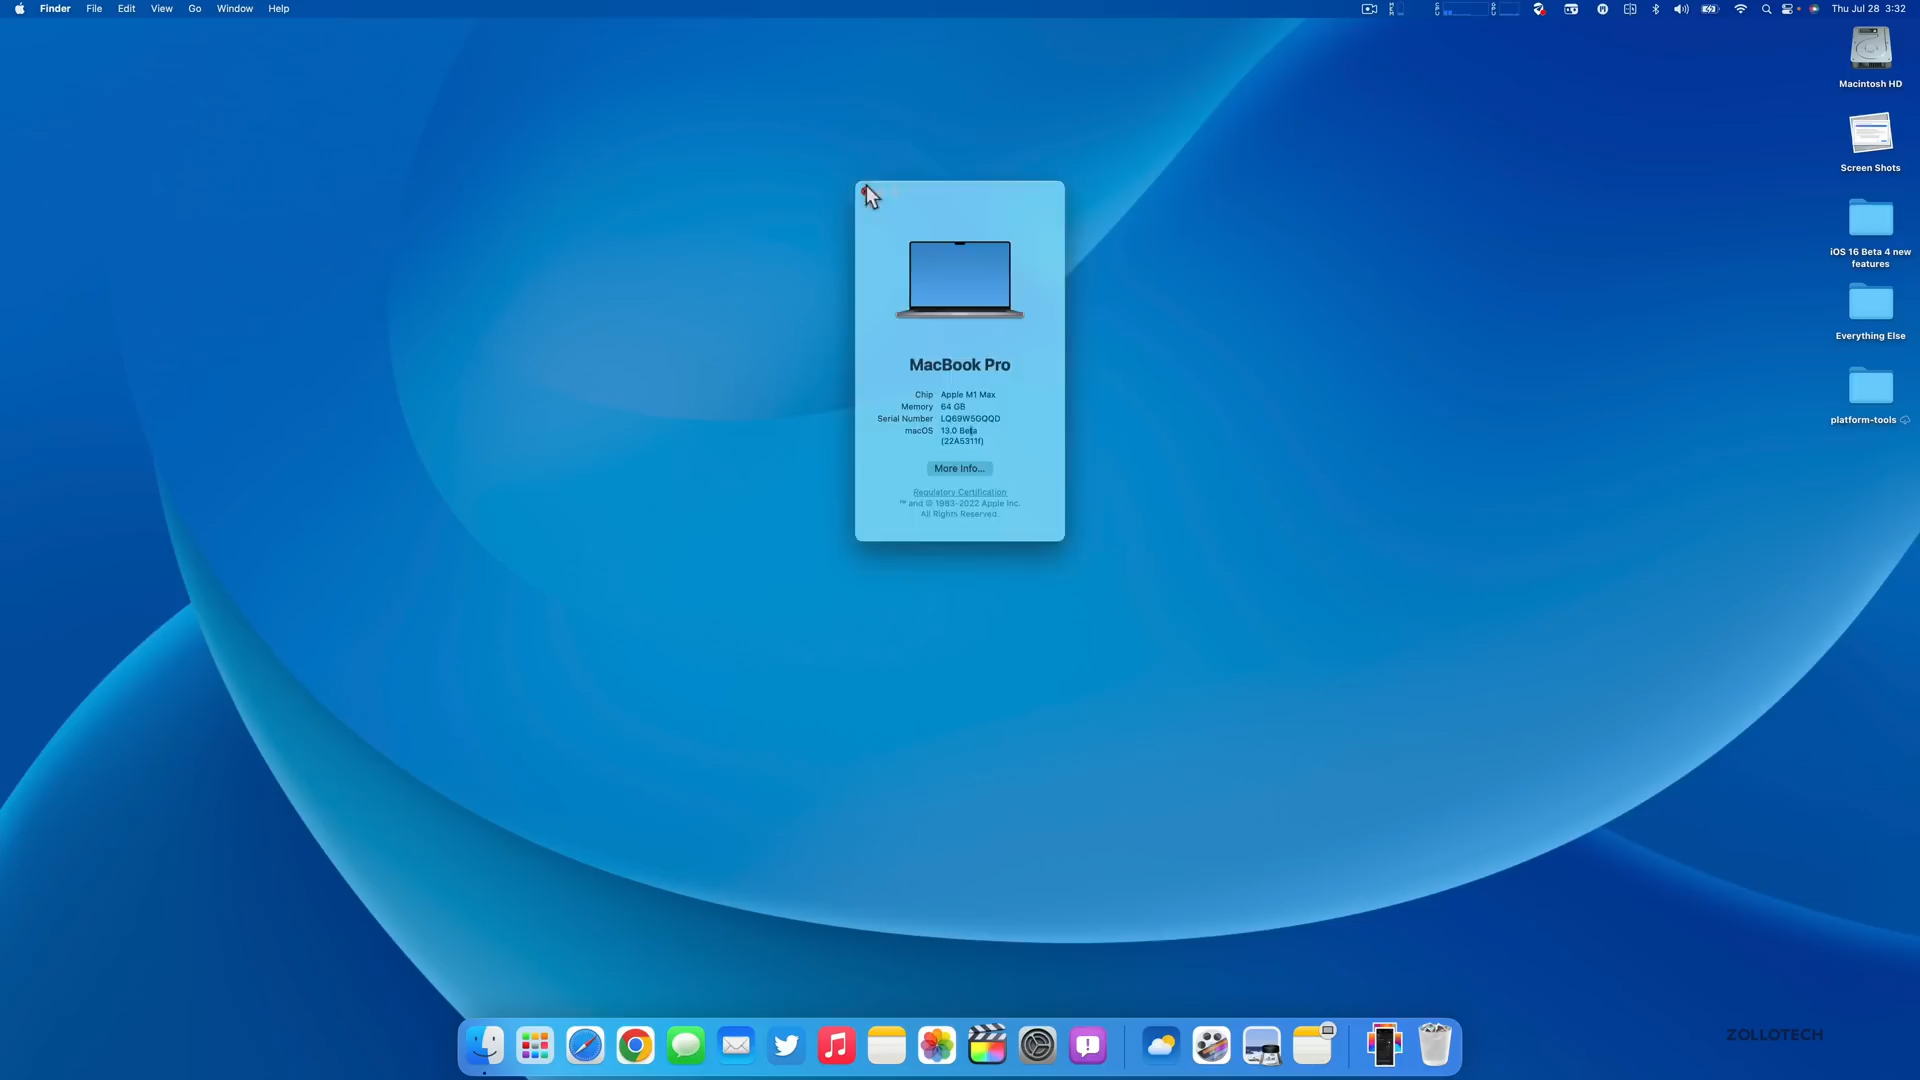 Finder File Edit View Go Window Help
Thu Jul 28 3:32
Macintosh HD
Screen Shots
iOS 16 Beta 4 new
features
Everything Else
platform-tools
MacBook Pro
Chip Apple M1 Max
Memory 64 GB
Serial Number LQ69W5GQQD
macOS 13.0 Beta
(22A5311f)
More Info...
Regulatory Certification
™ and © 1983-2022 Apple Inc.
All Rights Reserved.
ZOLLOTECH